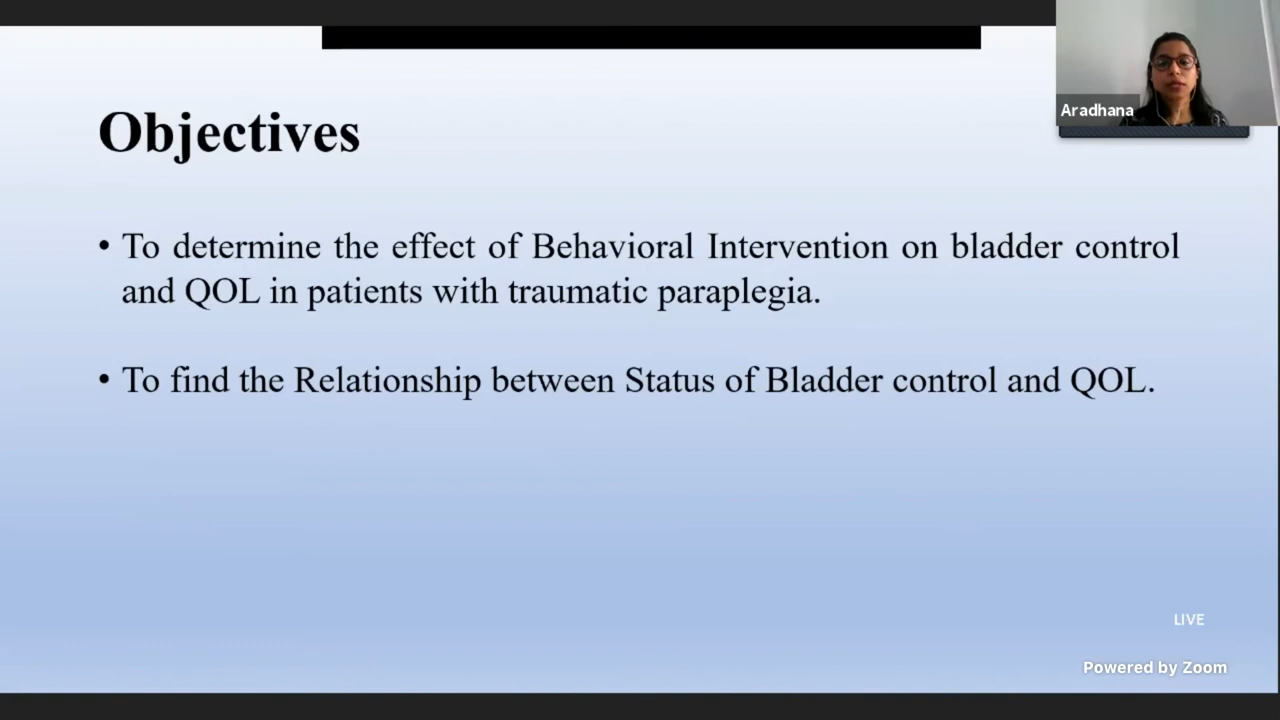 Aradhana
Objectives
• To determine the effect of Behavioral Intervention on bladder control
and QOL in patients with traumatic paraplegia.
• To find the Relationship between Status of Bladder control and QOL.
LIVE
Powered by Zoom